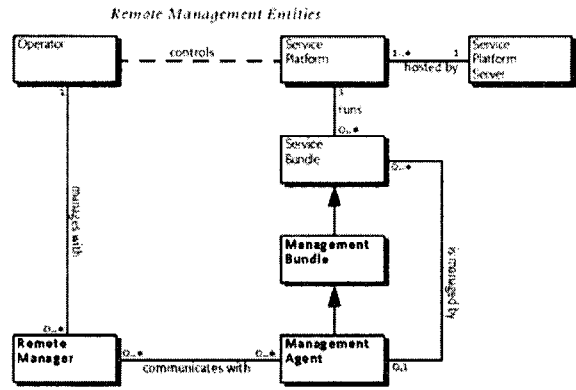 Remote Management Entities
Operator
controls
Service
Platform
1..*
1
hosted by
Service
Platform
Server
1
1
runs
0..*
Service
Bundle
0..*
manages with
Management
Bundle
is managed by
0..*
Remote
Manager
0..*
communicates with
0..*
Management
Agent
0,1